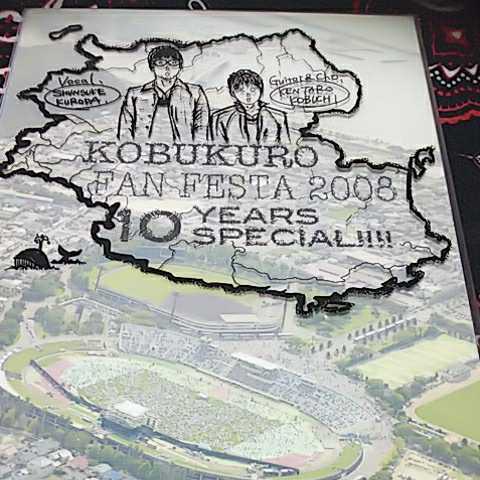 Vocal.
SHUNSUKE
KURODA.
Guitar & Cho.
KENTARO
KOBUCHI
KOBUKURO
FAN FESTA 2008
10 YEARS
SPECIAL!!!!